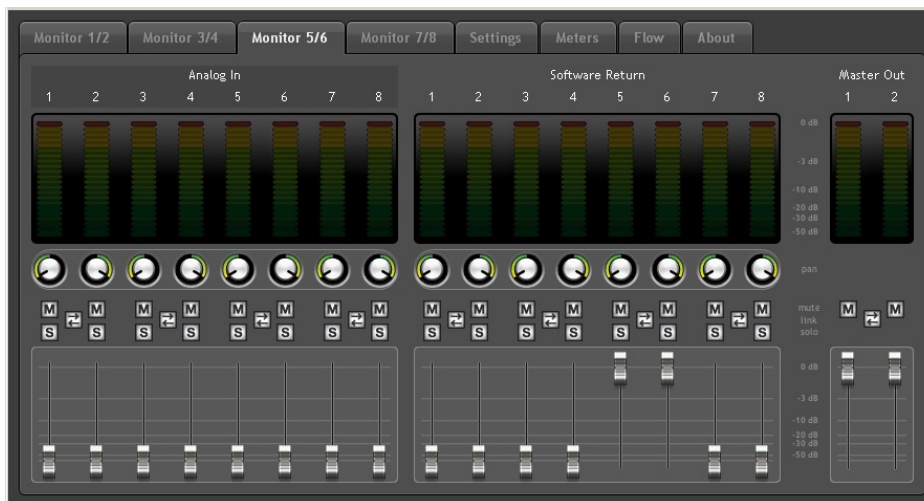 Monitor 1/2 Monitor 3/4 Monitor 5/6 Monitor 7/8 Settings Meters Flow About
Analog In Software Return Master Out
1 2 3 4 5 6 7 8 1 2 3 4 5 6 7 8 1 2
0 dB
-3 dB
-10 dB
-20 dB
-30 dB
-50 dB
pan
M M M M M M M M M M M M M M M M mute M M
link
S S S S S S S S S S S S S S S S solo
0 dB
-3 dB
-10 dB
-20 dB
-30 dB
-50 dB